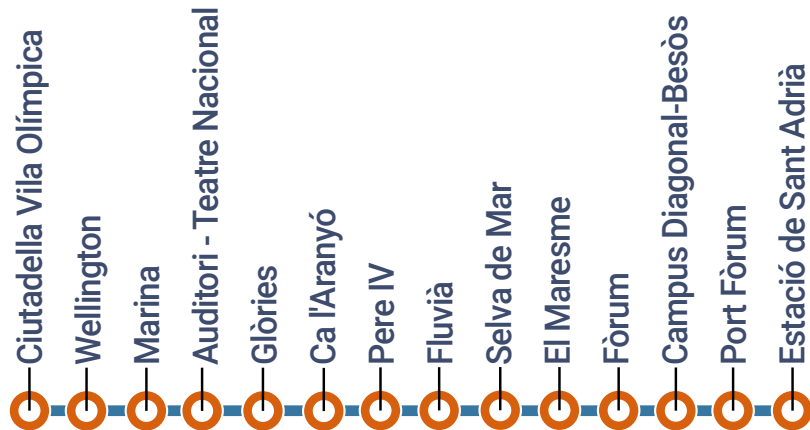 Ciutadella Vila Olímpica
Wellington
Marina
Auditori - Teatre Nacional
Glòries
Ca l'Aranyó
Pere IV
Fluvià
Selva de Mar
El Maresme
Fòrum
Campus Diagonal-Besòs
Port Fòrum
Estació de Sant Adrià